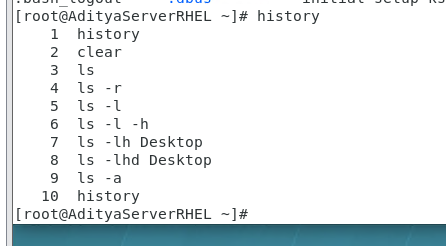 .bash_logout .dbus initial-setup-ks
[root@AdityaServerRHEL ~]# history
1 history
2 clear
3 ls
4 ls -r
5 ls -l
6 ls -l -h
7 ls -lh Desktop
8 ls -lhd Desktop
9 ls -a
10 history
[root@AdityaServerRHEL ~]#